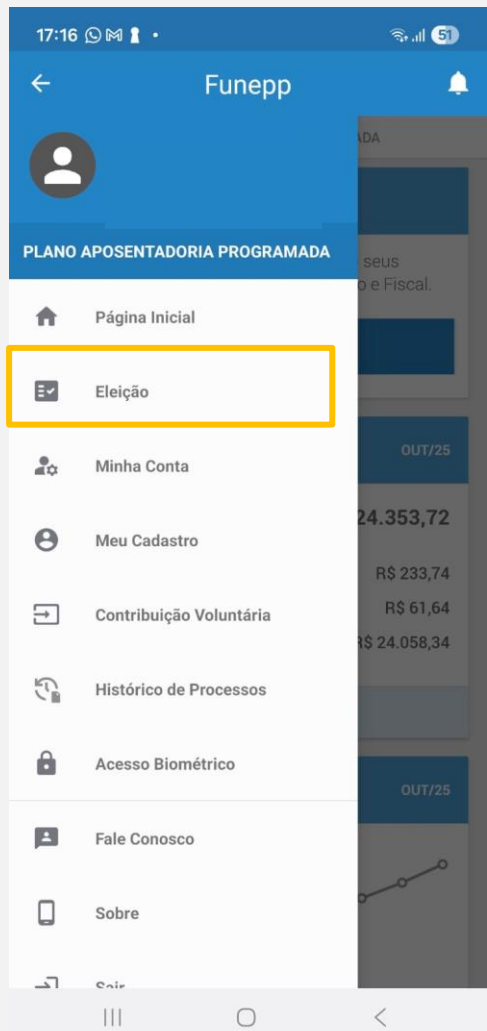 17:16 51
Funepp
ADA
PLANO APOSENTADORIA PROGRAMADA
seus
o e Fiscal.
Página Inicial
Eleição
OUT/25
Minha Conta
24.353,72
Meu Cadastro
R$ 233,74
Contribuição Voluntária
R$ 61,64
R$ 24.058,34
Histórico de Processos
Acesso Biométrico
OUT/25
Fale Conosco
Sobre
Sair